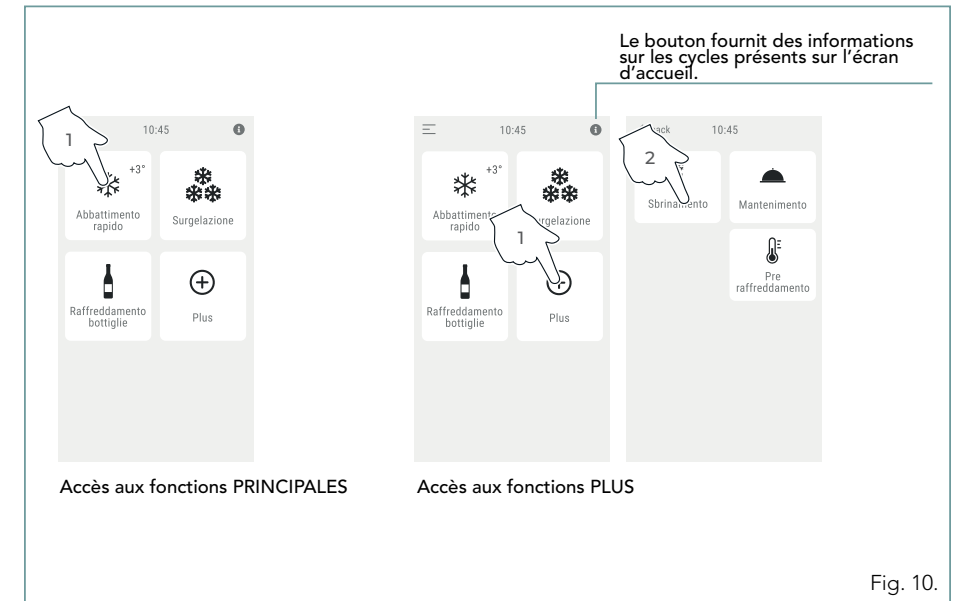 Le bouton fournit des informations
sur les cycles présents sur l'écran
d'accueil.
10:45
1
+3°
Abbattimento
rapido
Surgelazione
Raffreddamento
bottiglie
Plus
Accès aux fonctions PRINCIPALES
10:45
+3°
Abbattimento
rapido
1
Raffreddamento
bottiglie
Plus
Accès aux fonctions PLUS
10:45
2
Mantenimento
Pre
raffreddamento
Fig. 10.